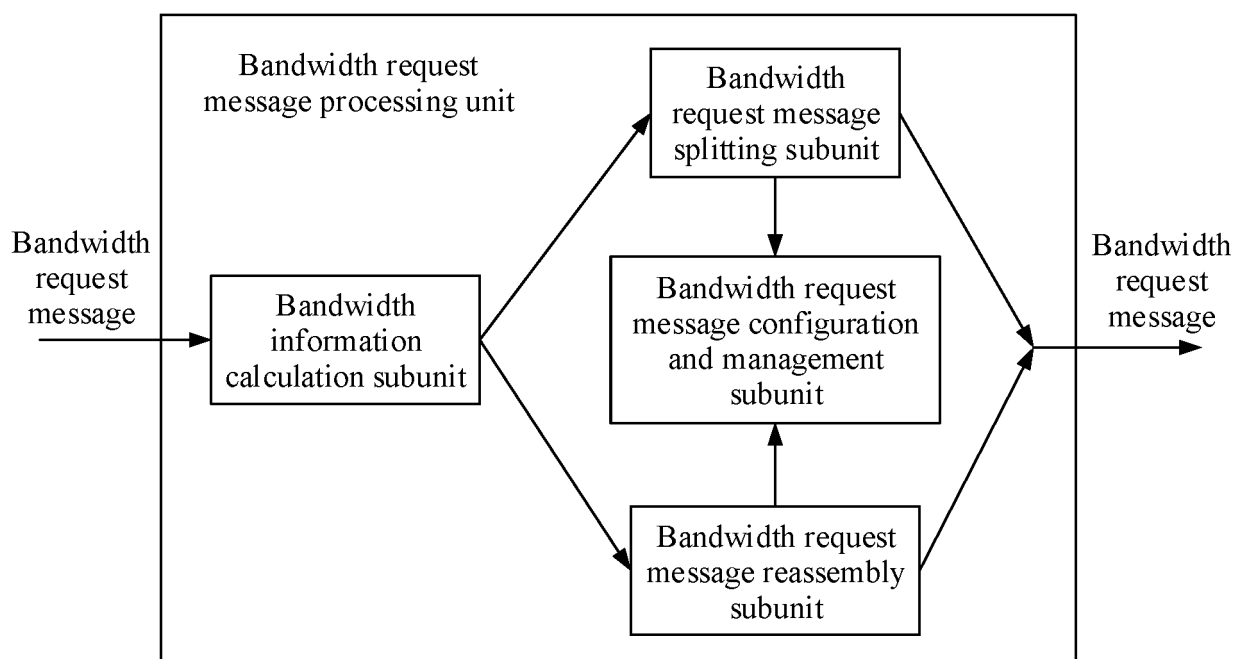 Bandwidth request
message processing unit
Bandwidth
request message
splitting subunit
Bandwidth
request
message
Bandwidth
information
calculation subunit
Bandwidth request
message configuration
and management
subunit
Bandwidth
request
message
Bandwidth request
message reassembly
subunit